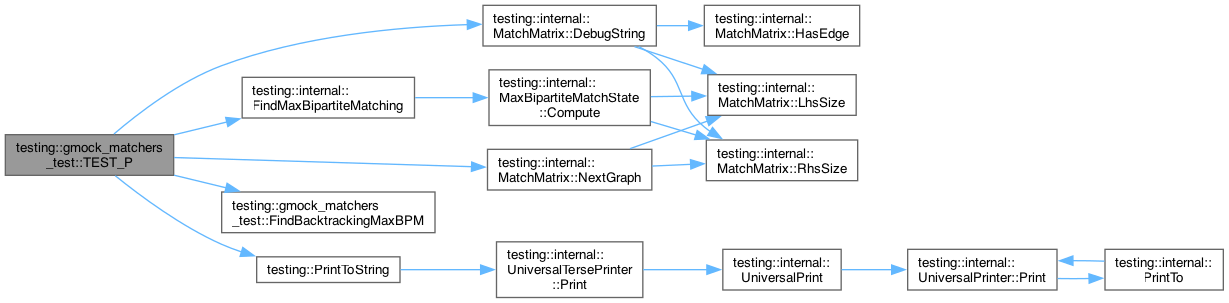 testing::gmock_matchers
_test::TEST_P
testing::internal::
MatchMatrix::DebugString
testing::internal::
MatchMatrix::HasEdge
testing::internal::
FindMaxBipartiteMatching
testing::internal::
MaxBipartiteMatchState
::Compute
testing::internal::
MatchMatrix::LhsSize
testing::internal::
MatchMatrix::NextGraph
testing::internal::
MatchMatrix::RhsSize
testing::gmock_matchers
_test::FindBacktrackingMaxBPM
testing::PrintToString
testing::internal::
UniversalTersePrinter
::Print
testing::internal::
UniversalPrint
testing::internal::
UniversalPrinter::Print
testing::internal::
PrintTo